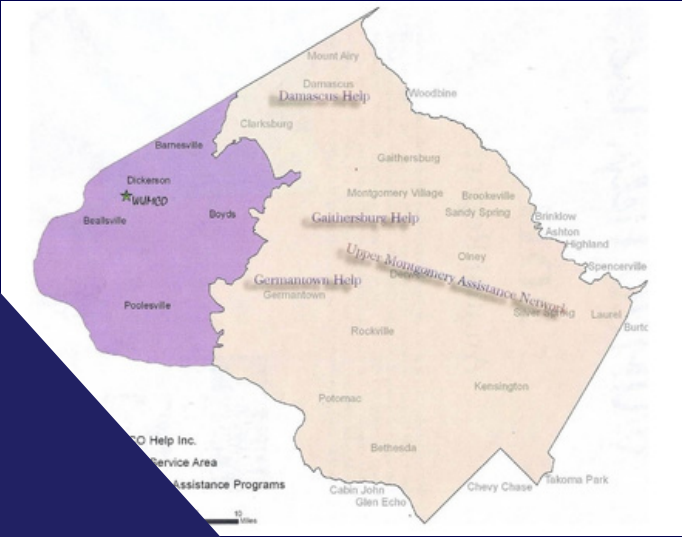 Mount Airy
Damascus
Damascus Help
Woodbine
Clarksburg
Barnesville
Gaithersburg
Dickerson
WUMCO
Montgomery Village
Brookeville
Beallsville
Boyds
Gaithersburg Help
Sandy Spring
Brinklow
Ashton
Highland
Upper Montgomery Assistance Network
Olney
Spencerville
Germantown Help
Germantown
Poolesville
Silver Spring
Laurel
Rockville
Kensington
Potomac
CO Help Inc.
Bethesda
Service Area
Assistance Programs
Cabin John
Glen Echo
Chevy Chase
Takoma Park
10
Miles